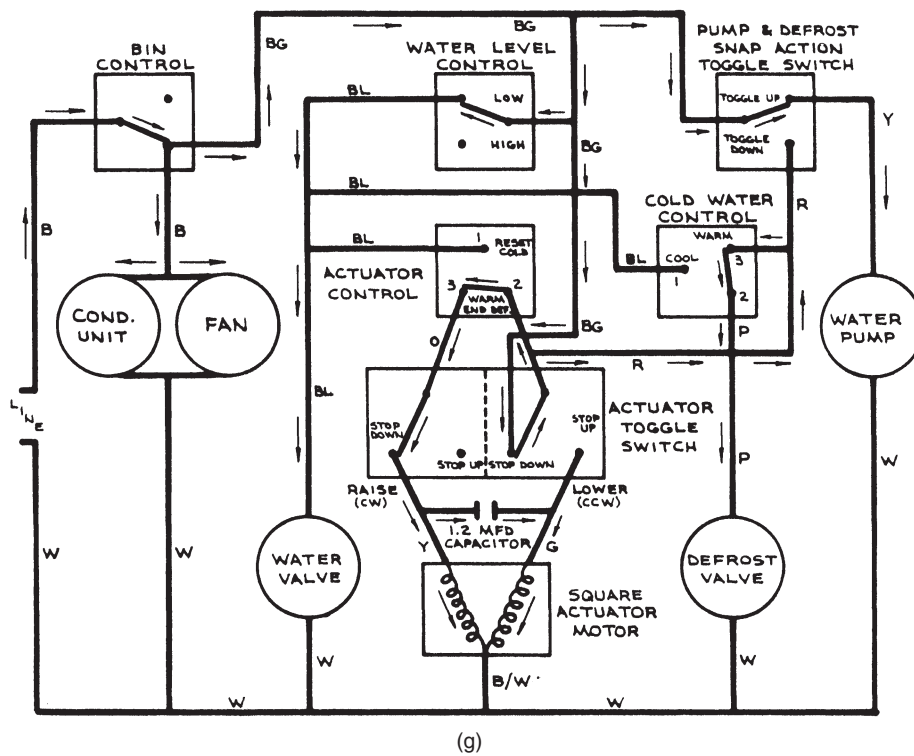 BIN
CONTROL
BG
BG
BG
WATER LEVEL
CONTROL
PUMP & DEFROST
SNAP ACTION
TOGGLE SWITCH
BL
LOW
HIGH
TOGGLE UP
TOGGLE
DOWN
Y
BG
BL
R
COLD WATER
CONTROL
B
B
BL
1
RESET
COLD
ACTUATOR
CONTROL
3
2
WARM
END DEF.
BL
COOL
1
WARM
3
2
COND.
UNIT
FAN
WATER
PUMP
O
BG
P
R
LINE
BL
STOP
DOWN
STOP UP
STOP DOWN
STOP
UP
ACTUATOR
TOGGLE
SWITCH
RAISE
(CW)
LOWER
(CCW)
P
W
1.2 MFD
CAPACITOR
Y
G
W
W
WATER
VALVE
DEFROST
VALVE
SQUARE
ACTUATOR
MOTOR
W
B/W
W
W
W
W
(g)